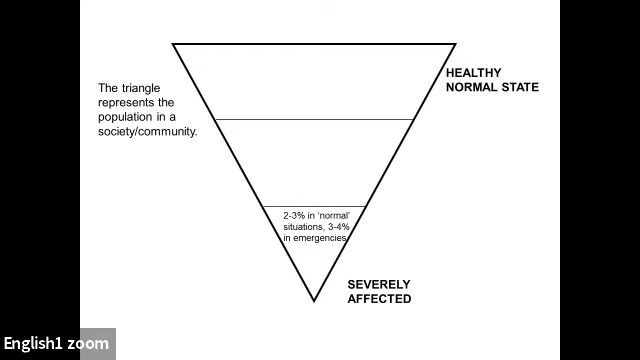 HEALTHY
NORMAL STATE
The triangle
represents the
population in a
society/community.
2-3% in ‘normal’
situations, 3-4%
in emergencies.
SEVERELY
AFFECTED
English1 zoom